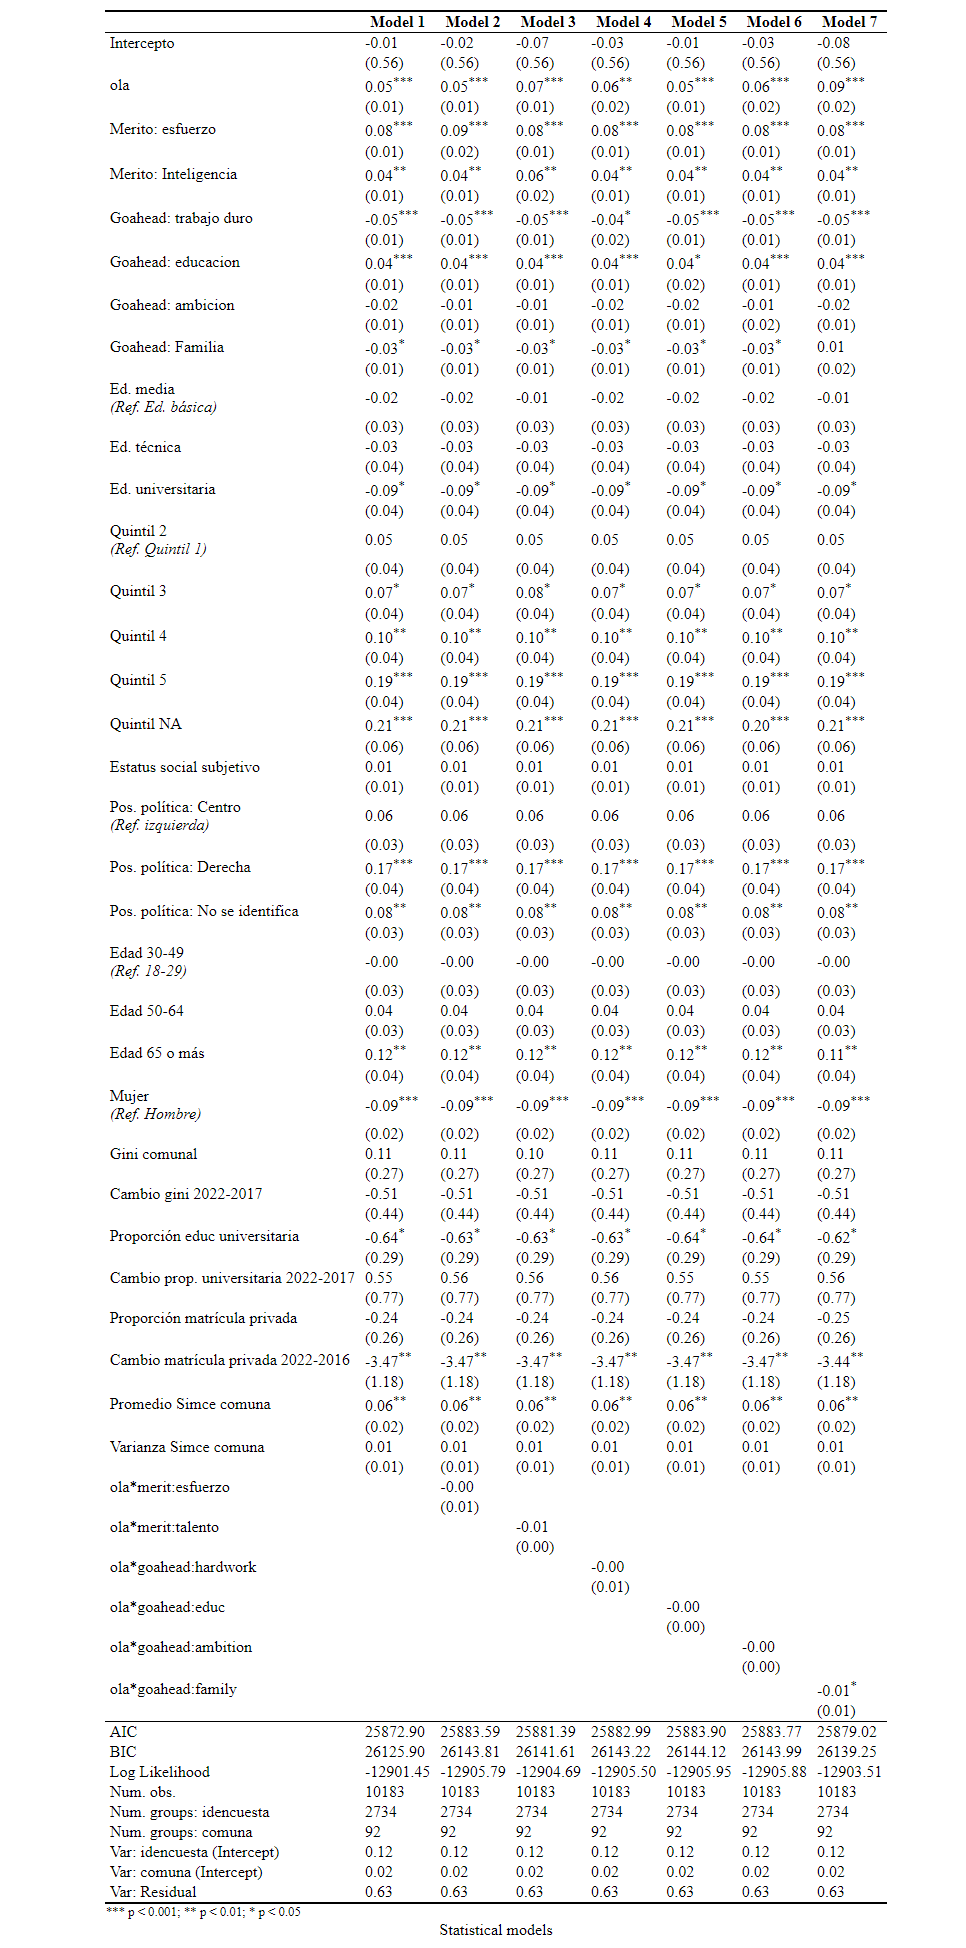 Model 1 Model 2 Model 3 Model 4 Model 5 Model 6 Model 7
Intercepto -0.01 -0.02 -0.07 -0.03 -0.01 -0.03 -0.08
(0.56) (0.56) (0.56) (0.56) (0.56) (0.56) (0.56)
ola 0.05*** 0.05*** 0.07*** 0.06** 0.05*** 0.06*** 0.09***
(0.01) (0.01) (0.01) (0.02) (0.01) (0.02) (0.02)
Merito: esfuerzo 0.08*** 0.09*** 0.08*** 0.08*** 0.08*** 0.08*** 0.08***
(0.01) (0.02) (0.01) (0.01) (0.01) (0.01) (0.01)
Merito: Inteligencia 0.04** 0.04** 0.06** 0.04** 0.04** 0.04** 0.04**
(0.01) (0.01) (0.02) (0.01) (0.01) (0.01) (0.01)
Goahead: trabajo duro -0.05*** -0.05*** -0.05*** -0.04* -0.05*** -0.05*** -0.05***
(0.01) (0.01) (0.01) (0.02) (0.01) (0.01) (0.01)
Goahead: educacion 0.04*** 0.04*** 0.04*** 0.04*** 0.04* 0.04*** 0.04***
(0.01) (0.01) (0.01) (0.01) (0.02) (0.01) (0.01)
Goahead: ambicion -0.02 -0.01 -0.01 -0.02 -0.02 -0.01 -0.02
(0.01) (0.01) (0.01) (0.01) (0.01) (0.02) (0.01)
Goahead: Familia -0.03* -0.03* -0.03* -0.03* -0.03* -0.03* 0.01
(0.01) (0.01) (0.01) (0.01) (0.01) (0.01) (0.02)
Ed. media
(Ref. Ed. básica) -0.02 -0.02 -0.01 -0.02 -0.02 -0.02 -0.01
(0.03) (0.03) (0.03) (0.03) (0.03) (0.03) (0.03)
Ed. técnica -0.03 -0.03 -0.03 -0.03 -0.03 -0.03 -0.03
(0.04) (0.04) (0.04) (0.04) (0.04) (0.04) (0.04)
Ed. universitaria -0.09* -0.09* -0.09* -0.09* -0.09* -0.09* -0.09*
(0.04) (0.04) (0.04) (0.04) (0.04) (0.04) (0.04)
Quintil 2
(Ref. Quintil 1) 0.05 0.05 0.05 0.05 0.05 0.05 0.05
(0.04) (0.04) (0.04) (0.04) (0.04) (0.04) (0.04)
Quintil 3 0.07* 0.07* 0.08* 0.07* 0.07* 0.07* 0.07*
(0.04) (0.04) (0.04) (0.04) (0.04) (0.04) (0.04)
Quintil 4 0.10** 0.10** 0.10** 0.10** 0.10** 0.10** 0.10**
(0.04) (0.04) (0.04) (0.04) (0.04) (0.04) (0.04)
Quintil 5 0.19*** 0.19*** 0.19*** 0.19*** 0.19*** 0.19*** 0.19***
(0.04) (0.04) (0.04) (0.04) (0.04) (0.04) (0.04)
Quintil NA 0.21*** 0.21*** 0.21*** 0.21*** 0.21*** 0.20*** 0.21***
(0.06) (0.06) (0.06) (0.06) (0.06) (0.06) (0.06)
Estatus social subjetivo 0.01 0.01 0.01 0.01 0.01 0.01 0.01
(0.01) (0.01) (0.01) (0.01) (0.01) (0.01) (0.01)
Pos. política: Centro
(Ref. izquierda) 0.06 0.06 0.06 0.06 0.06 0.06 0.06
(0.03) (0.03) (0.03) (0.03) (0.03) (0.03) (0.03)
Pos. política: Derecha 0.17*** 0.17*** 0.17*** 0.17*** 0.17*** 0.17*** 0.17***
(0.04) (0.04) (0.04) (0.04) (0.04) (0.04) (0.04)
Pos. política: No se identifica 0.08** 0.08** 0.08** 0.08** 0.08** 0.08** 0.08**
(0.03) (0.03) (0.03) (0.03) (0.03) (0.03) (0.03)
Edad 30-49
(Ref. 18-29) -0.00 -0.00 -0.00 -0.00 -0.00 -0.00 -0.00
(0.03) (0.03) (0.03) (0.03) (0.03) (0.03) (0.03)
Edad 50-64 0.04 0.04 0.04 0.04 0.04 0.04 0.04
(0.03) (0.03) (0.03) (0.03) (0.03) (0.03) (0.03)
Edad 65 o más 0.12** 0.12** 0.12** 0.12** 0.12** 0.12** 0.11**
(0.04) (0.04) (0.04) (0.04) (0.04) (0.04) (0.04)
Mujer
(Ref. Hombre) -0.09*** -0.09*** -0.09*** -0.09*** -0.09*** -0.09*** -0.09***
(0.02) (0.02) (0.02) (0.02) (0.02) (0.02) (0.02)
Gini comunal 0.11 0.11 0.10 0.11 0.11 0.11 0.11
(0.27) (0.27) (0.27) (0.27) (0.27) (0.27) (0.27)
Cambio gini 2022-2017 -0.51 -0.51 -0.51 -0.51 -0.51 -0.51 -0.51
(0.44) (0.44) (0.44) (0.44) (0.44) (0.44) (0.44)
Proporción educ universitaria -0.64* -0.63* -0.63* -0.63* -0.64* -0.64* -0.62*
(0.29) (0.29) (0.29) (0.29) (0.29) (0.29) (0.29)
Cambio prop. universitaria 2022-2017 0.55 0.56 0.56 0.56 0.55 0.55 0.56
(0.77) (0.77) (0.77) (0.77) (0.77) (0.77) (0.77)
Proporción matrícula privada -0.24 -0.24 -0.24 -0.24 -0.24 -0.24 -0.25
(0.26) (0.26) (0.26) (0.26) (0.26) (0.26) (0.26)
Cambio matrícula privada 2022-2016 -3.47** -3.47** -3.47** -3.47** -3.47** -3.47** -3.44**
(1.18) (1.18) (1.18) (1.18) (1.18) (1.18) (1.18)
Promedio Simce comuna 0.06** 0.06** 0.06** 0.06** 0.06** 0.06** 0.06**
(0.02) (0.02) (0.02) (0.02) (0.02) (0.02) (0.02)
Varianza Simce comuna 0.01 0.01 0.01 0.01 0.01 0.01 0.01
(0.01) (0.01) (0.01) (0.01) (0.01) (0.01) (0.01)
ola*merit:esfuerzo -0.00
(0.01)
ola*merit:talento -0.01
(0.00)
ola*goahead:hardwork -0.00
(0.01)
ola*goahead:educ -0.00
(0.00)
ola*goahead:ambition -0.00
(0.00)
ola*goahead:family -0.01*
(0.01)
AIC 25872.90 25883.59 25881.39 25882.99 25883.90 25883.77 25879.02
BIC 26125.90 26143.81 26141.61 26143.22 26144.12 26143.99 26139.25
Log Likelihood -12901.45 -12905.79 -12904.69 -12905.50 -12905.95 -12905.88 -12903.51
Num. obs. 10183 10183 10183 10183 10183 10183 10183
Num. groups: idencuesta 2734 2734 2734 2734 2734 2734 2734
Num. groups: comuna 92 92 92 92 92 92 92
Var: idencuesta (Intercept) 0.12 0.12 0.12 0.12 0.12 0.12 0.12
Var: comuna (Intercept) 0.02 0.02 0.02 0.02 0.02 0.02 0.02
Var: Residual 0.63 0.63 0.63 0.63 0.63 0.63 0.63
*** p < 0.001; ** p < 0.01; * p < 0.05
Statistical models